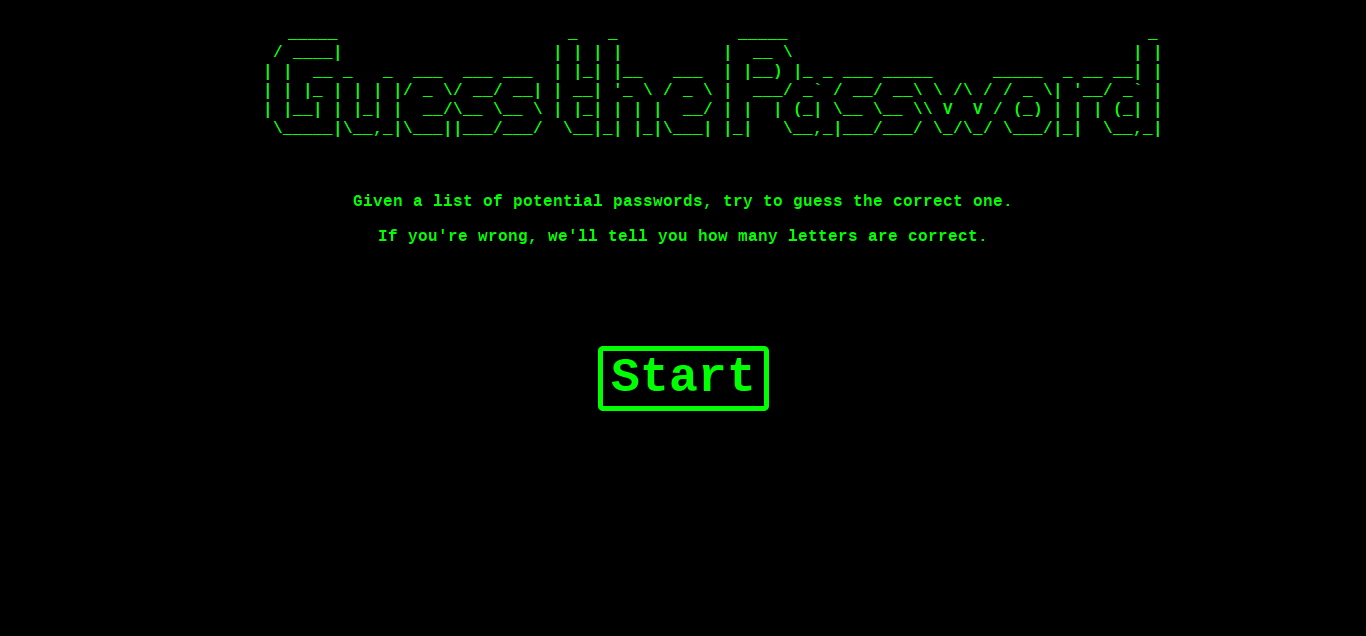 Guess the Password
Given a list of potential passwords, try to guess the correct one.
If you're wrong, we'll tell you how many letters are correct.
Start